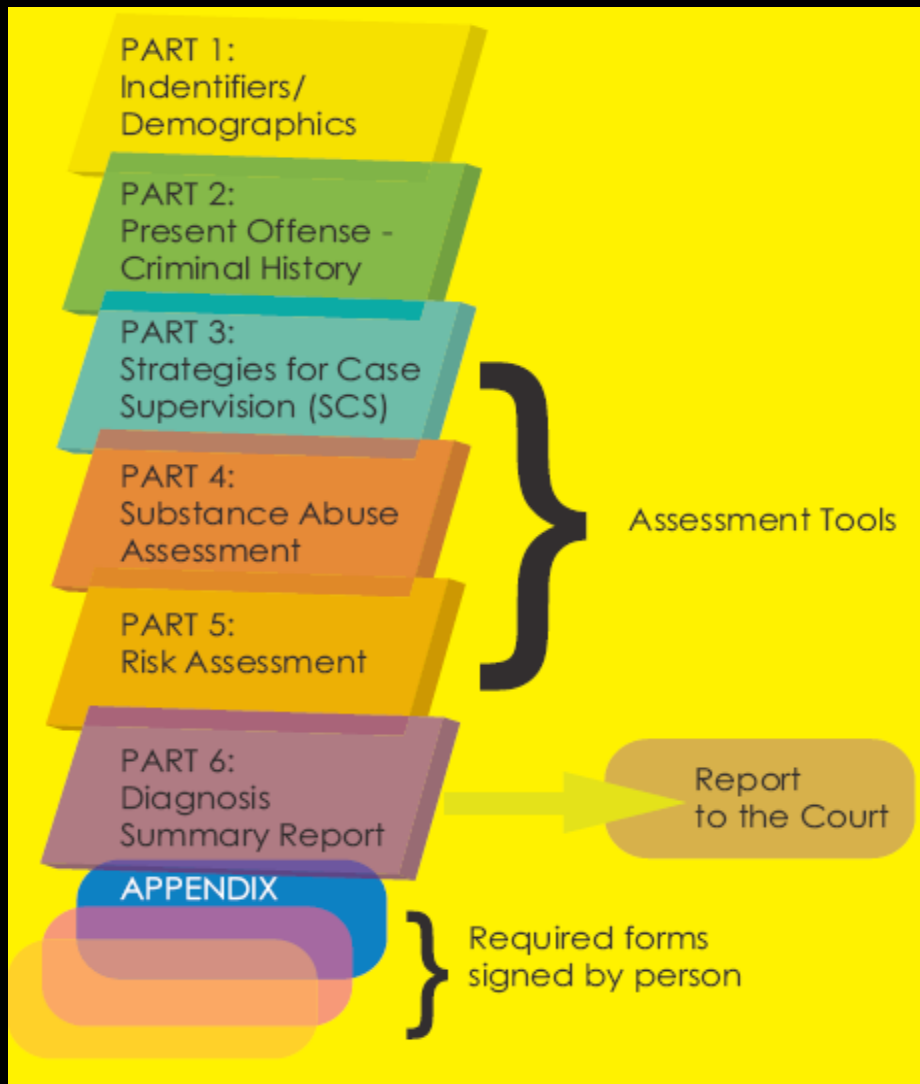 PART 1:
Indentifiers/
Demographics
PART 2:
Present Offense -
Criminal History
PART 3:
Strategies for Case
Supervision (SCS)
PART 4:
Substance Abuse
Assessment
PART 5:
Risk Assessment
Assessment Tools
PART 6:
Diagnosis
Summary Report
Report
to the Court
APPENDIX
Required forms
signed by person